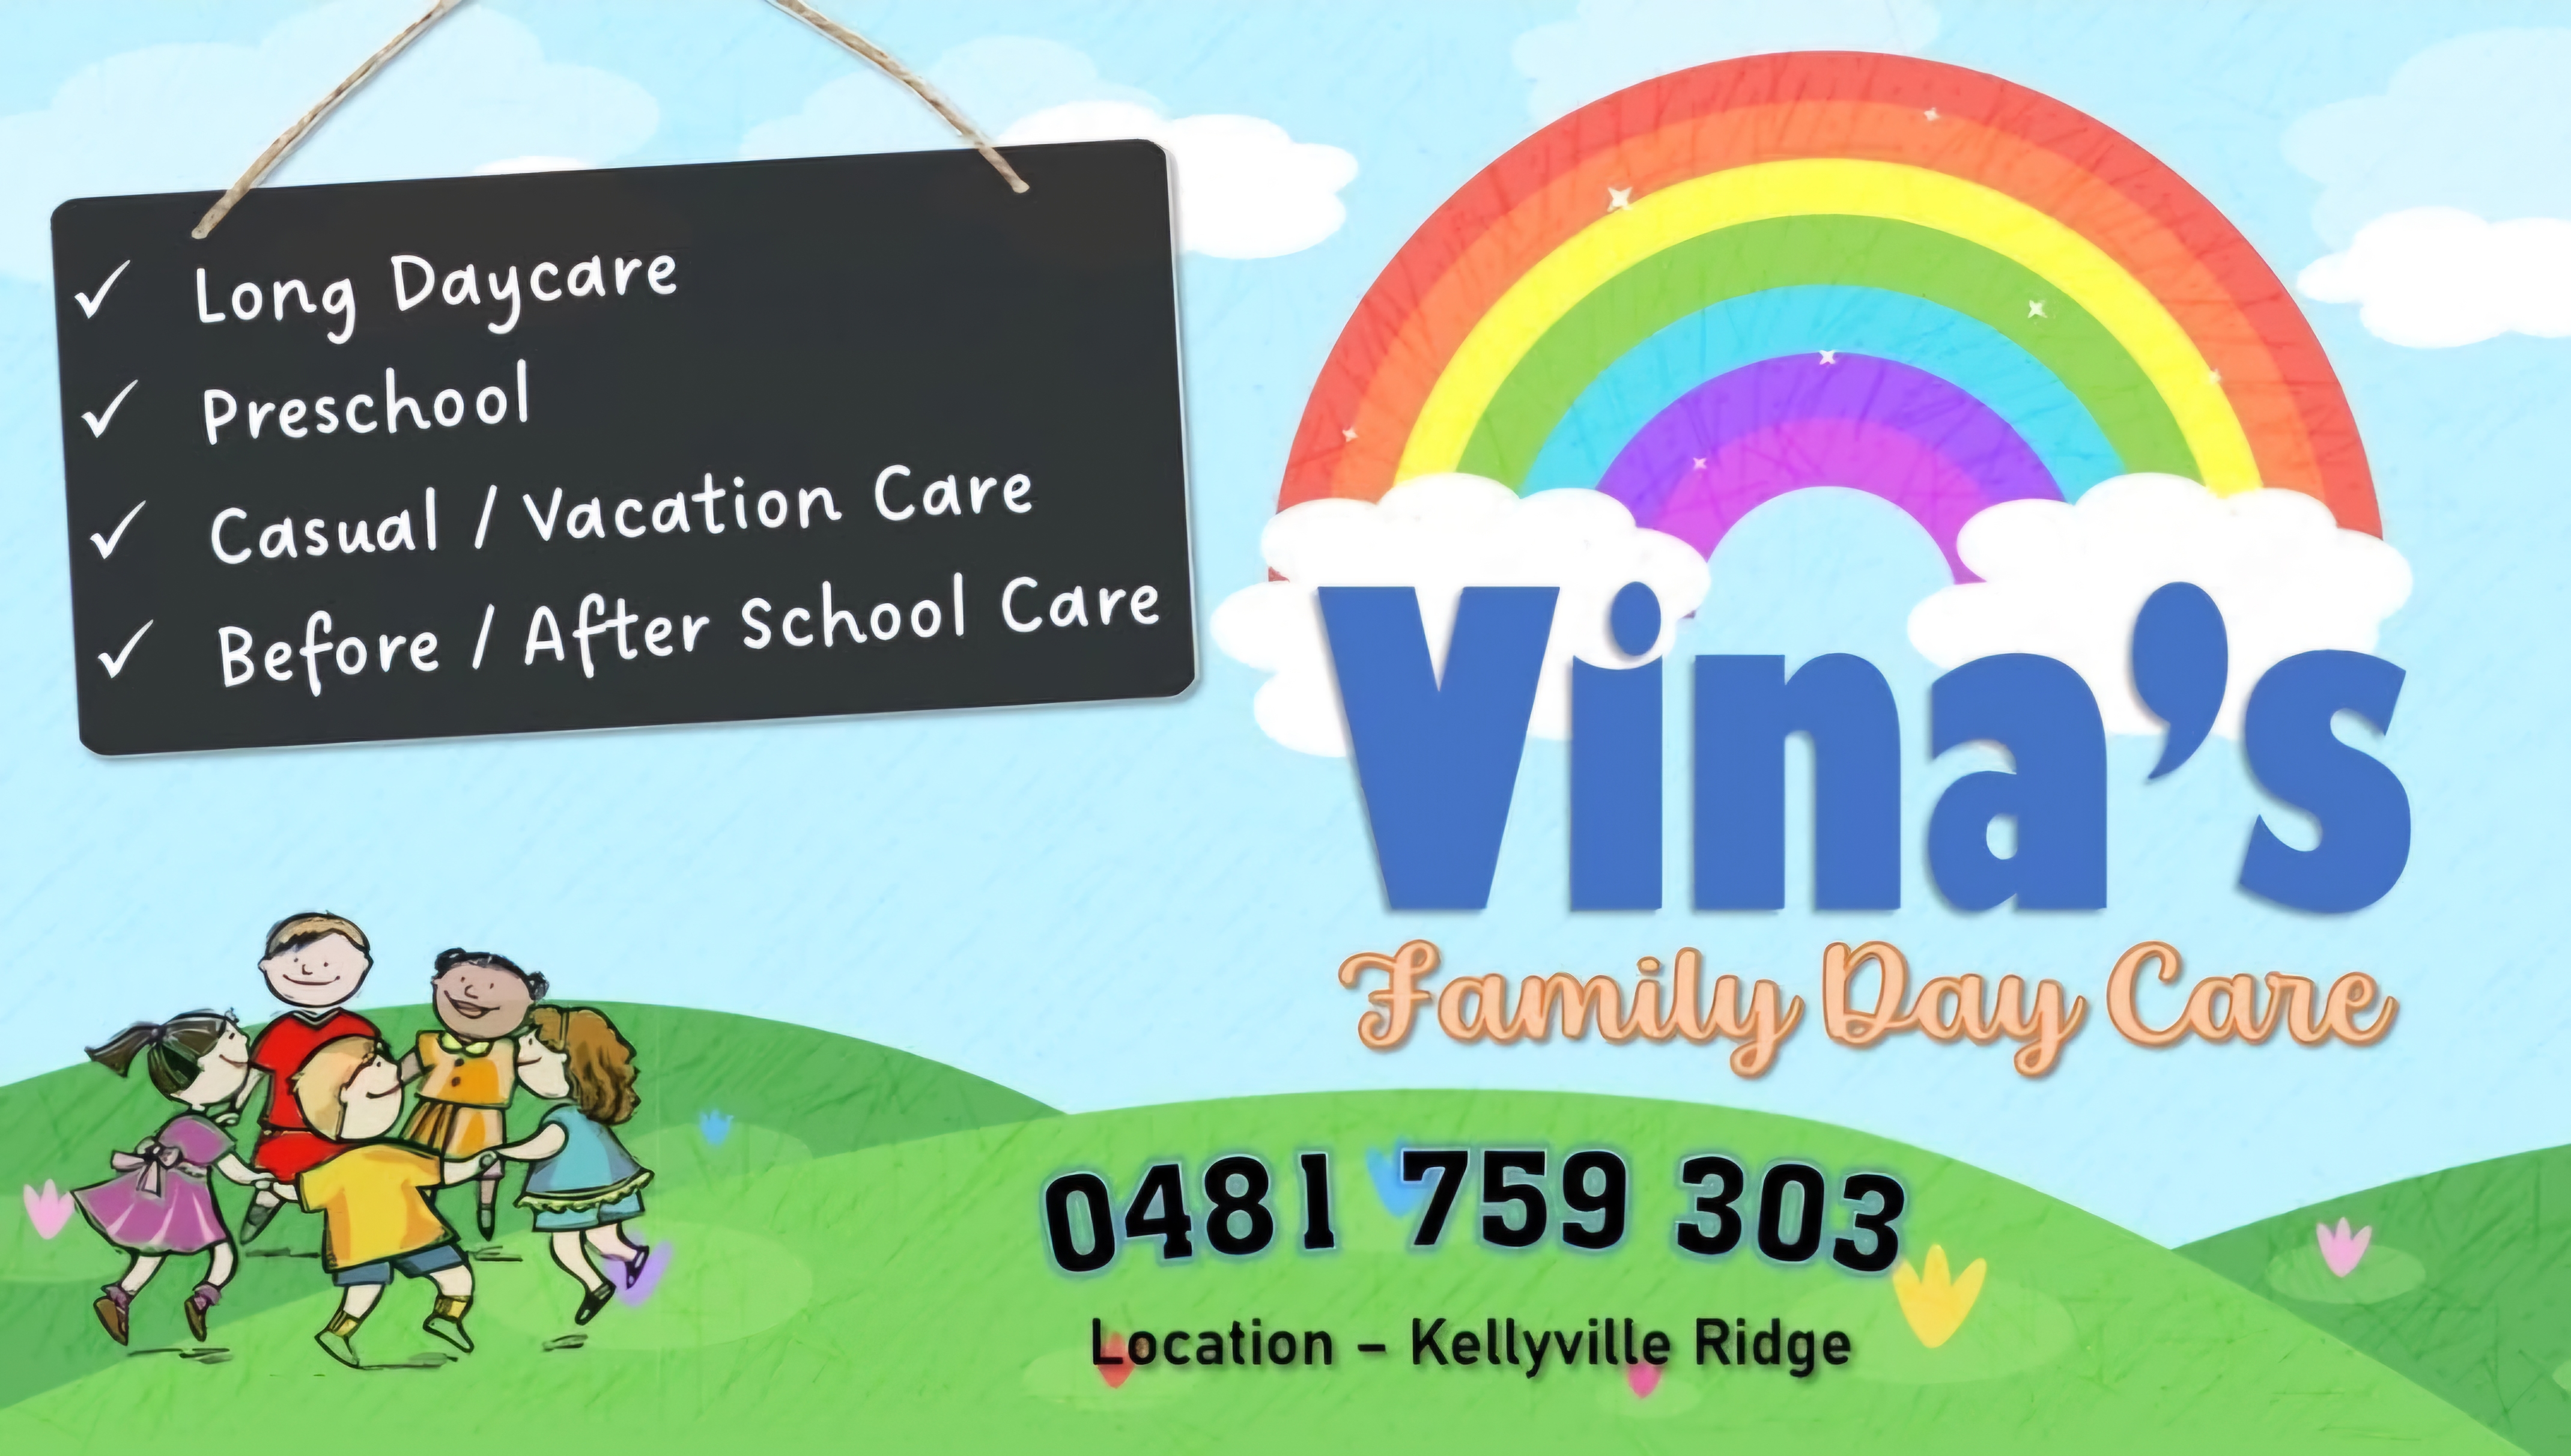 ✓ Long Daycare
✓ Preschool
✓ Casual / Vacation Care
✓ Before / After School Care
Vina's
Family Day Care
0481 759 303
Location – Kellyville Ridge